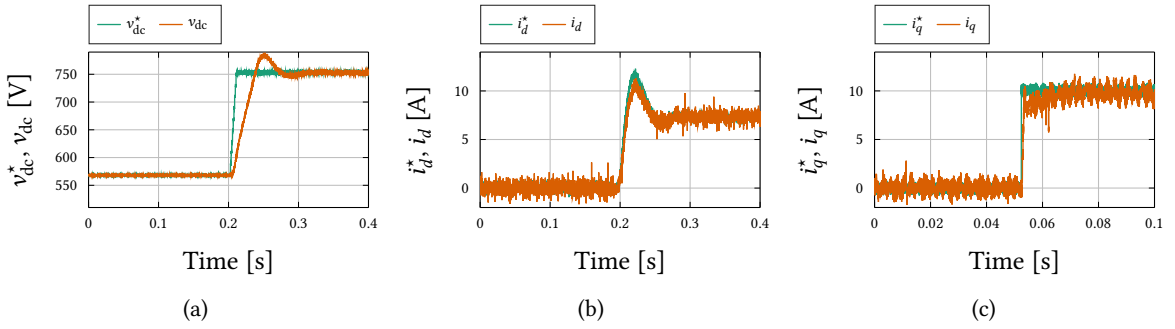 v⋆dc vdc
v⋆dc, vdc [V]
750
700
650
600
550
0 0.1 0.2 0.3 0.4
Time [s]
(a)
i⋆d id
i⋆d, id [A]
10
5
0
0 0.1 0.2 0.3 0.4
Time [s]
(b)
i⋆q iq
i⋆q, iq [A]
10
5
0
0 0.02 0.04 0.06 0.08 0.1
Time [s]
(c)